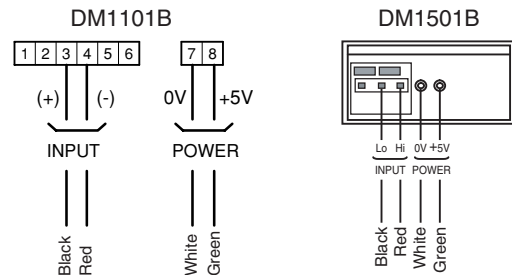 DM1101B
1 2 3 4 5 6
7 8
(+) (-)
0V +5V
INPUT
POWER
Black
Red
White
Green
DM1501B
Lo Hi 0V +5V
INPUT POWER
Black
Red
White
Green